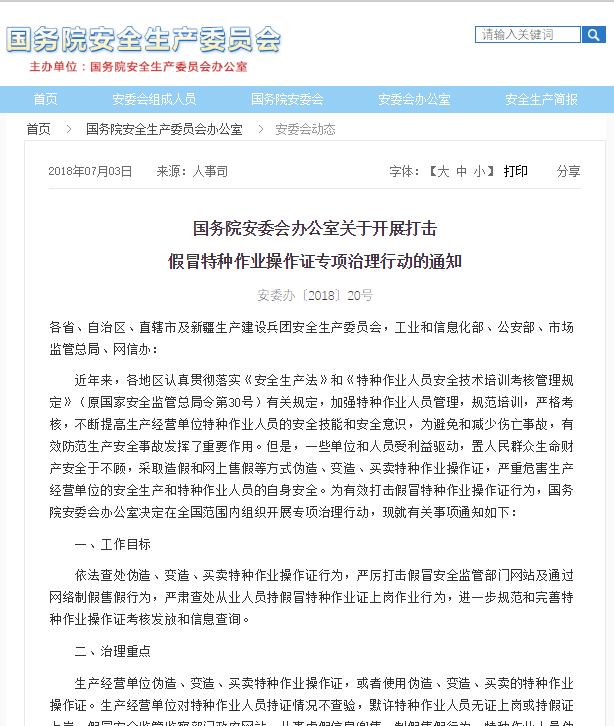 国务院安全生产委员会
主办单位：国务院安全生产委员会办公室
请输入关键词
首页 安委会组成人员 国务院安委会 安委会办公室 安全生产简报
首页 > 国务院安全生产委员会办公室 > 安委会动态
2018年07月03日 来源：人事司 字体：【大 中 小】 打印 分享
国务院安委会办公室关于开展打击
假冒特种作业操作证专项治理行动的通知
安委办〔2018〕20号
各省、自治区、直辖市及新疆生产建设兵团安全生产委员会，工业和信息化部、公安部、市场
监管总局、网信办：
近年来，各地区认真贯彻落实《安全生产法》和《特种作业人员安全技术培训考核管理规
定》（原国家安全监管总局令第30号）有关规定，加强特种作业人员管理，规范培训，严格考
核，不断提高生产经营单位特种作业人员的安全技能和安全意识，为避免和减少伤亡事故，有
效防范生产安全事故发挥了重要作用。但是，一些单位和人员受利益驱动，置人民群众生命财
产安全于不顾，采取造假和网上售假等方式伪造、变造、买卖特种作业操作证，严重危害生产
经营单位的安全生产和特种作业人员的自身安全。为有效打击假冒特种作业操作证行为，国务
院安委会办公室决定在全国范围内组织开展专项治理行动，现就有关事项通知如下：
一、工作目标
依法查处伪造、变造、买卖特种作业操作证行为，严厉打击假冒安全监管部门网站及通过
网络制假售假行为，严肃查处从业人员持假冒特种作业证上岗作业行为，进一步规范和完善特
种作业操作证考核发放和信息查询。
二、治理重点
生产经营单位伪造、变造、买卖特种作业操作证，或者使用伪造、变造、买卖的特种作业
操作证。生产经营单位对特种作业人员持证情况不查验，默许特种作业人员无证上岗或持假证